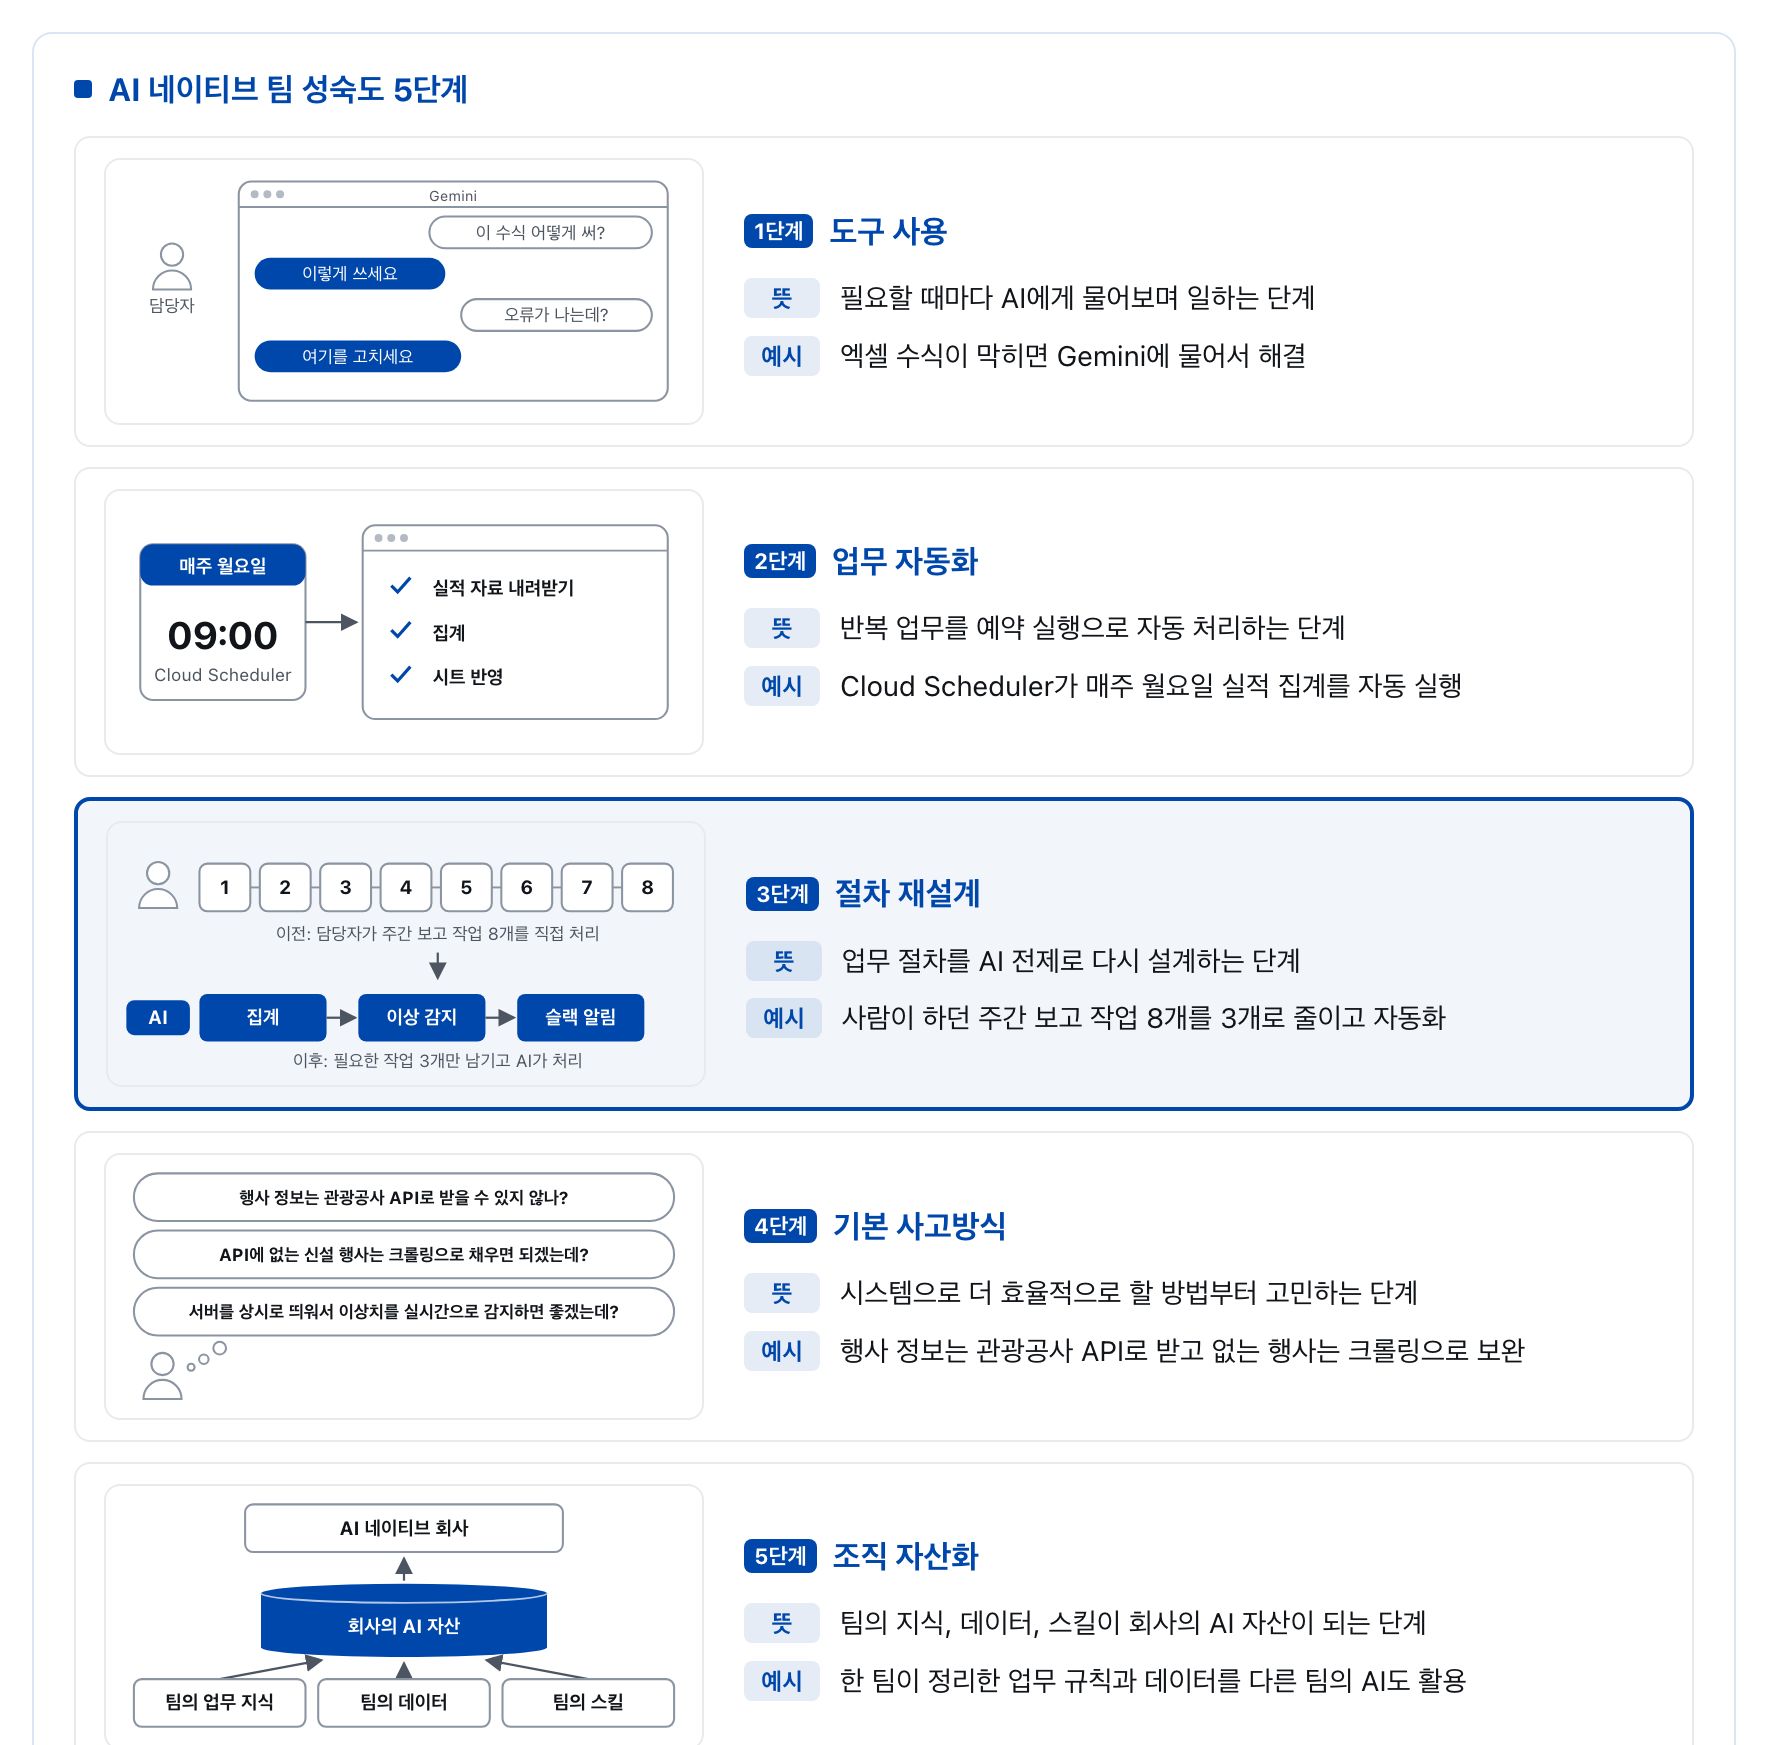 AI 네이티브 팀 성숙도 5단계
Gemini
이 수식 어떻게 써?
이렇게 쓰세요
오류가 나는데?
여기를 고치세요
담당자
1단계 도구 사용
뜻 필요할 때마다 AI에게 물어보며 일하는 단계
예시 엑셀 수식이 막히면 Gemini에 물어서 해결
매주 월요일
09:00
Cloud Scheduler
실적 자료 내려받기
집계
시트 반영
2단계 업무 자동화
뜻 반복 업무를 예약 실행으로 자동 처리하는 단계
예시 Cloud Scheduler가 매주 월요일 실적 집계를 자동 실행
1 2 3 4 5 6 7 8
이전: 담당자가 주간 보고 작업 8개를 직접 처리
AI 집계 이상 감지 슬랙 알림
이후: 필요한 작업 3개만 남기고 AI가 처리
3단계 절차 재설계
뜻 업무 절차를 AI 전제로 다시 설계하는 단계
예시 사람이 하던 주간 보고 작업 8개를 3개로 줄이고 자동화
행사 정보는 관광공사 API로 받을 수 있지 않나?
API에 없는 신설 행사는 크롤링으로 채우면 되겠는데?
서버를 상시로 띄워서 이상치를 실시간으로 감지하면 좋겠는데?
4단계 기본 사고방식
뜻 시스템으로 더 효율적으로 할 방법부터 고민하는 단계
예시 행사 정보는 관광공사 API로 받고 없는 행사는 크롤링으로 보완
AI 네이티브 회사
회사의 AI 자산
팀의 업무 지식 팀의 데이터 팀의 스킬
5단계 조직 자산화
뜻 팀의 지식, 데이터, 스킬이 회사의 AI 자산이 되는 단계
예시 한 팀이 정리한 업무 규칙과 데이터를 다른 팀의 AI도 활용